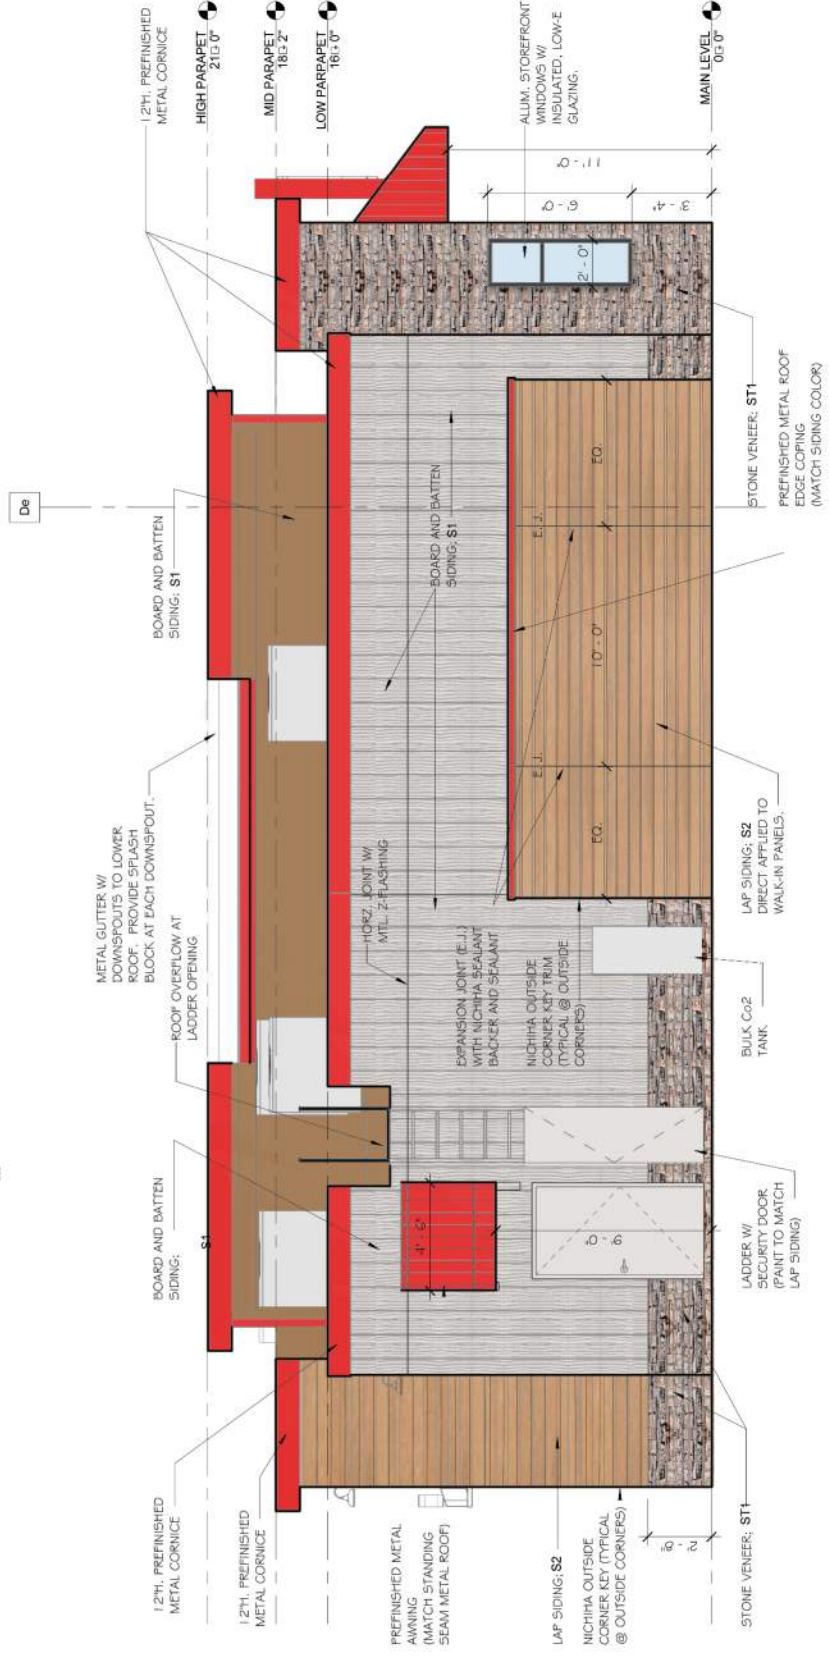 De
12"H. PREFINISHED
METAL CORNICE
HIGH PARAPET
21'- 0"
MID PARAPET
18'- 2"
LOW PARPAPET
16'- 0"
MAIN LEVEL
0'- 0"
METAL GUTTER W/
DOWNSPOUTS TO LOWER
ROOF. PROVIDE SPLASH
BLOCK AT EACH DOWNSPOUT.
BOARD AND BATTEN
SIDING; S1
ROOF OVERFLOW AT
LADDER OPENING
BOARD AND BATTEN
SIDING;
S1
12"H. PREFINISHED
METAL CORNICE
12"H. PREFINISHED
METAL CORNICE
PREFINISHED METAL
AWNING
(MATCH STANDING
SEAM METAL ROOF)
LAP SIDING; S2
NICHIHA OUTSIDE
CORNER KEY (TYPICAL
@ OUTSIDE CORNERS)
2' - 8"
STONE VENEER; ST1
4' - 6"
9' - 0"
HORZ. JOINT W/
MTL. Z-FLASHING
BOARD AND BATTEN
SIDING; S1
EXPANSION JOINT (E.J.)
WITH NICHIHA SEALANT
BACKER AND SEALANT
NICHIHA OUTSIDE
CORNER KEY TRIM
(TYPICAL @ OUTSIDE
CORNERS)
E.J.
E.J.
EQ.
10' - 0"
EQ.
ALUM. STOREFRONT
WINDOWS W/
INSULATED, LOW-E
GLAZING.
2' - 0"
6' - 0"
3' - 4"
11' - 0"
LADDER W/
SECURITY DOOR
(PAINT TO MATCH
LAP SIDING)
BULK Co2
TANK
LAP SIDING; S2
DIRECT APPLIED TO
WALK-IN PANELS.
STONE VENEER; ST1
PREFINSHED METAL ROOF
EDGE COPING
(MATCH SIDING COLOR)